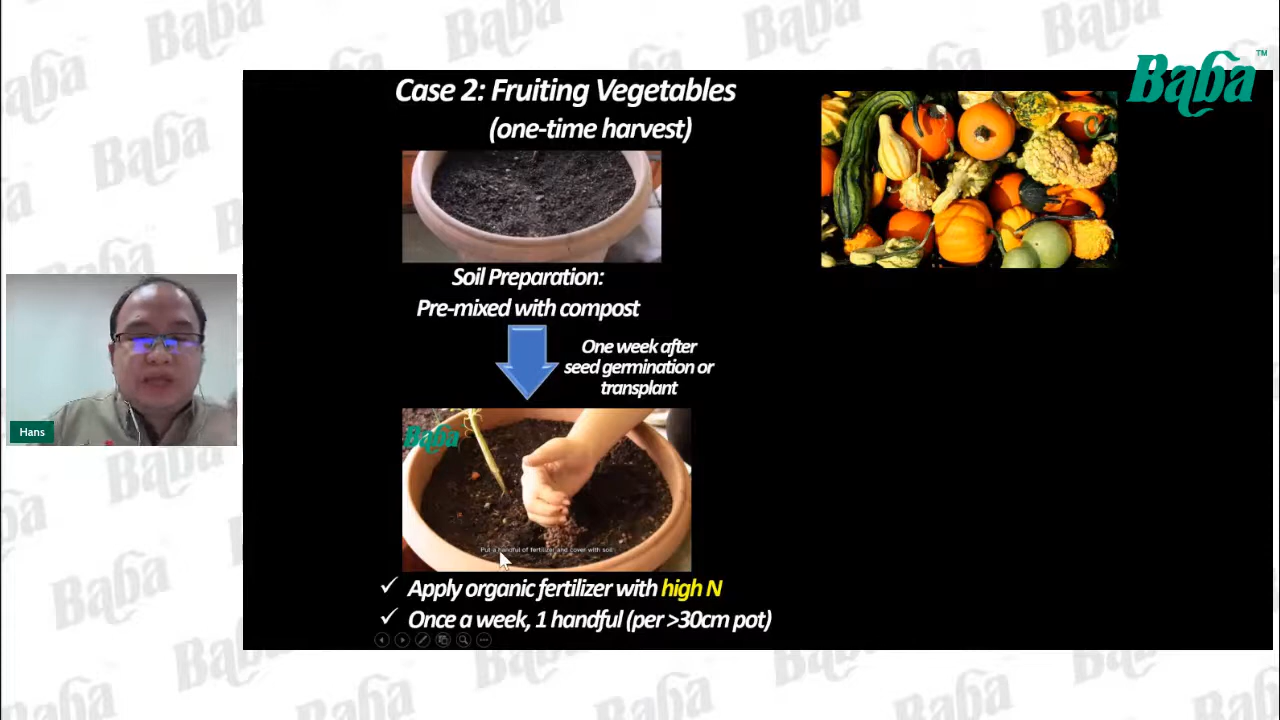 Baba™
Case 2: Fruiting Vegetables
(one-time harvest)
Soil Preparation:
Pre-mixed with compost
One week after
seed germination or
transplant
Hans
Baba
Put a handful of fertilizer and cover with soil
✓ Apply organic fertilizer with high N
✓ Once a week, 1 handful (per >30cm pot)